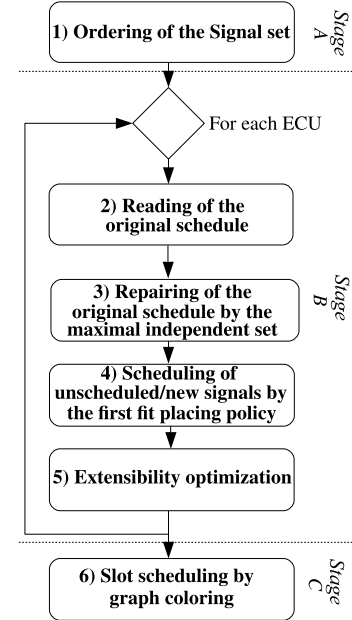 1) Ordering of the Signal set
Stage
A
For each ECU
2) Reading of the
original schedule
3) Repairing of the
original schedule by the
maximal independent set
Stage
B
4) Scheduling of
unscheduled/new signals by
the first fit placing policy
5) Extensibility optimization
6) Slot scheduling by
graph coloring
Stage
C